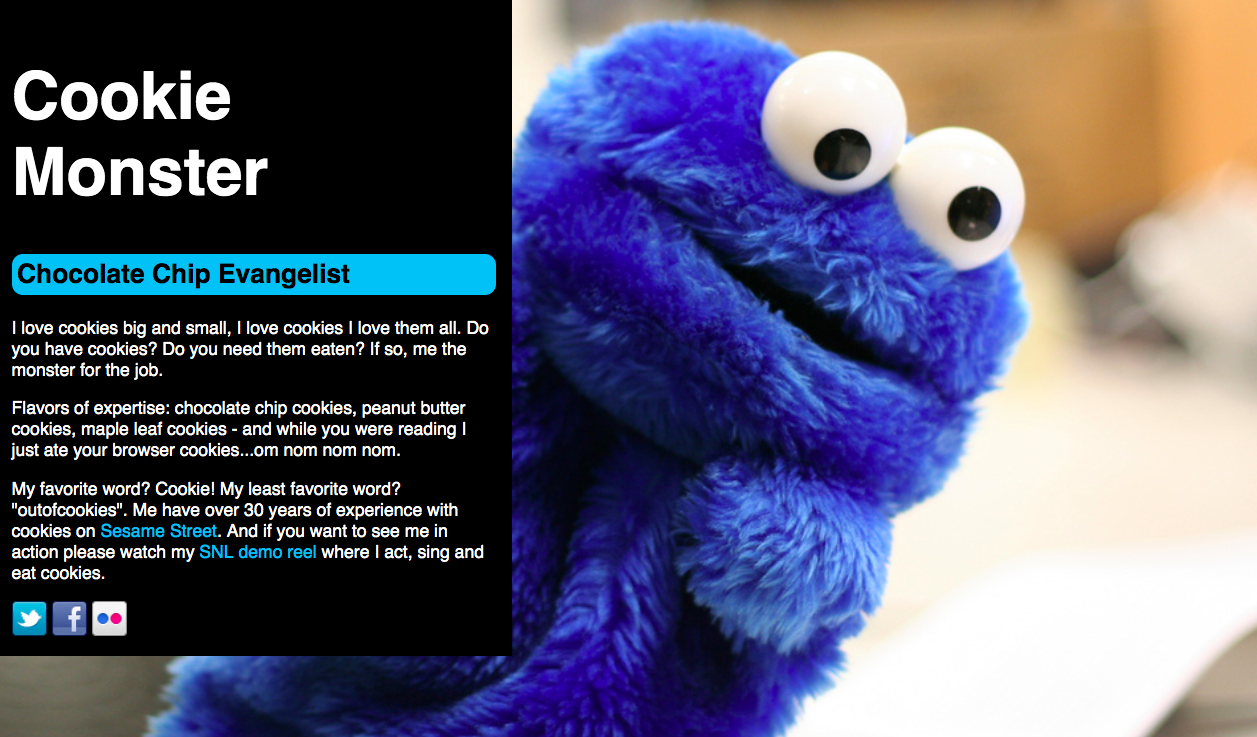 Cookie
Monster
Chocolate Chip Evangelist
I love cookies big and small, I love cookies I love them all. Do
you have cookies? Do you need them eaten? If so, me the
monster for the job.
Flavors of expertise: chocolate chip cookies, peanut butter
cookies, maple leaf cookies - and while you were reading I
just ate your browser cookies...om nom nom nom.
My favorite word? Cookie! My least favorite word?
"outofcookies". Me have over 30 years of experience with
cookies on Sesame Street. And if you want to see me in
action please watch my SNL demo reel where I act, sing and
eat cookies.